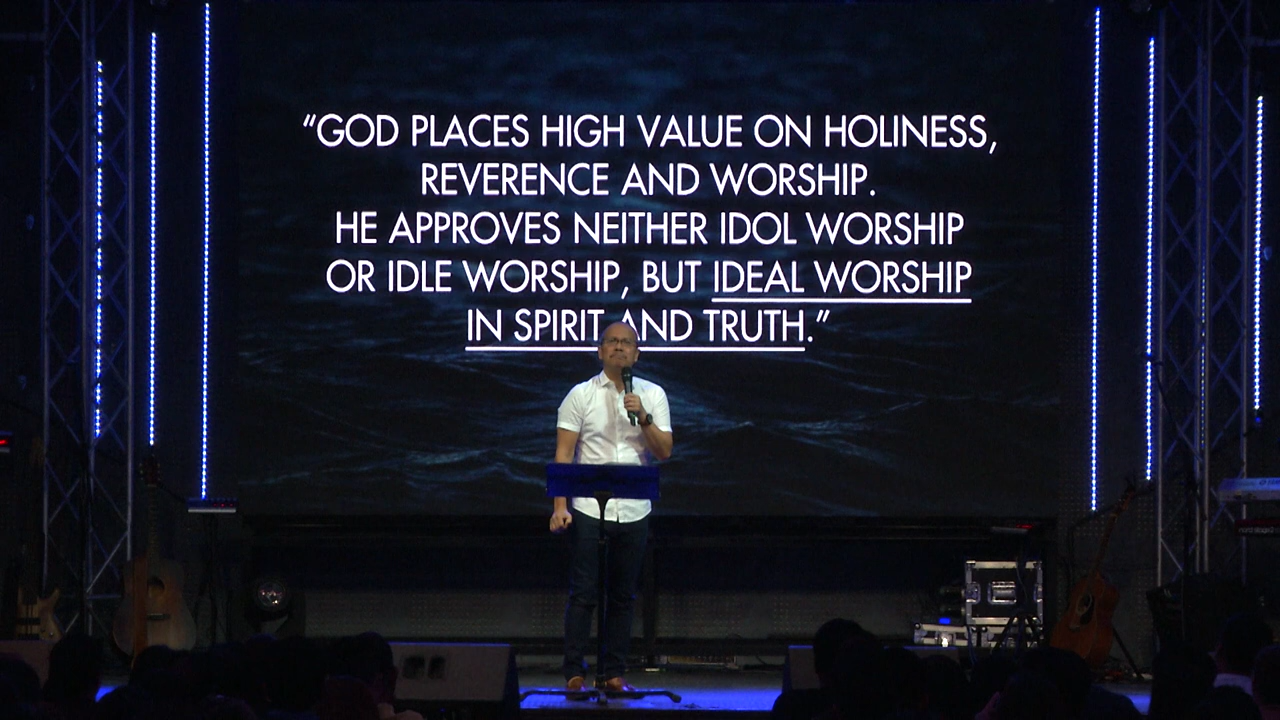 “GOD PLACES HIGH VALUE ON HOLINESS,
REVERENCE AND WORSHIP.
HE APPROVES NEITHER IDOL WORSHIP
OR IDLE WORSHIP, BUT IDEAL WORSHIP
IN SPIRIT AND TRUTH.”